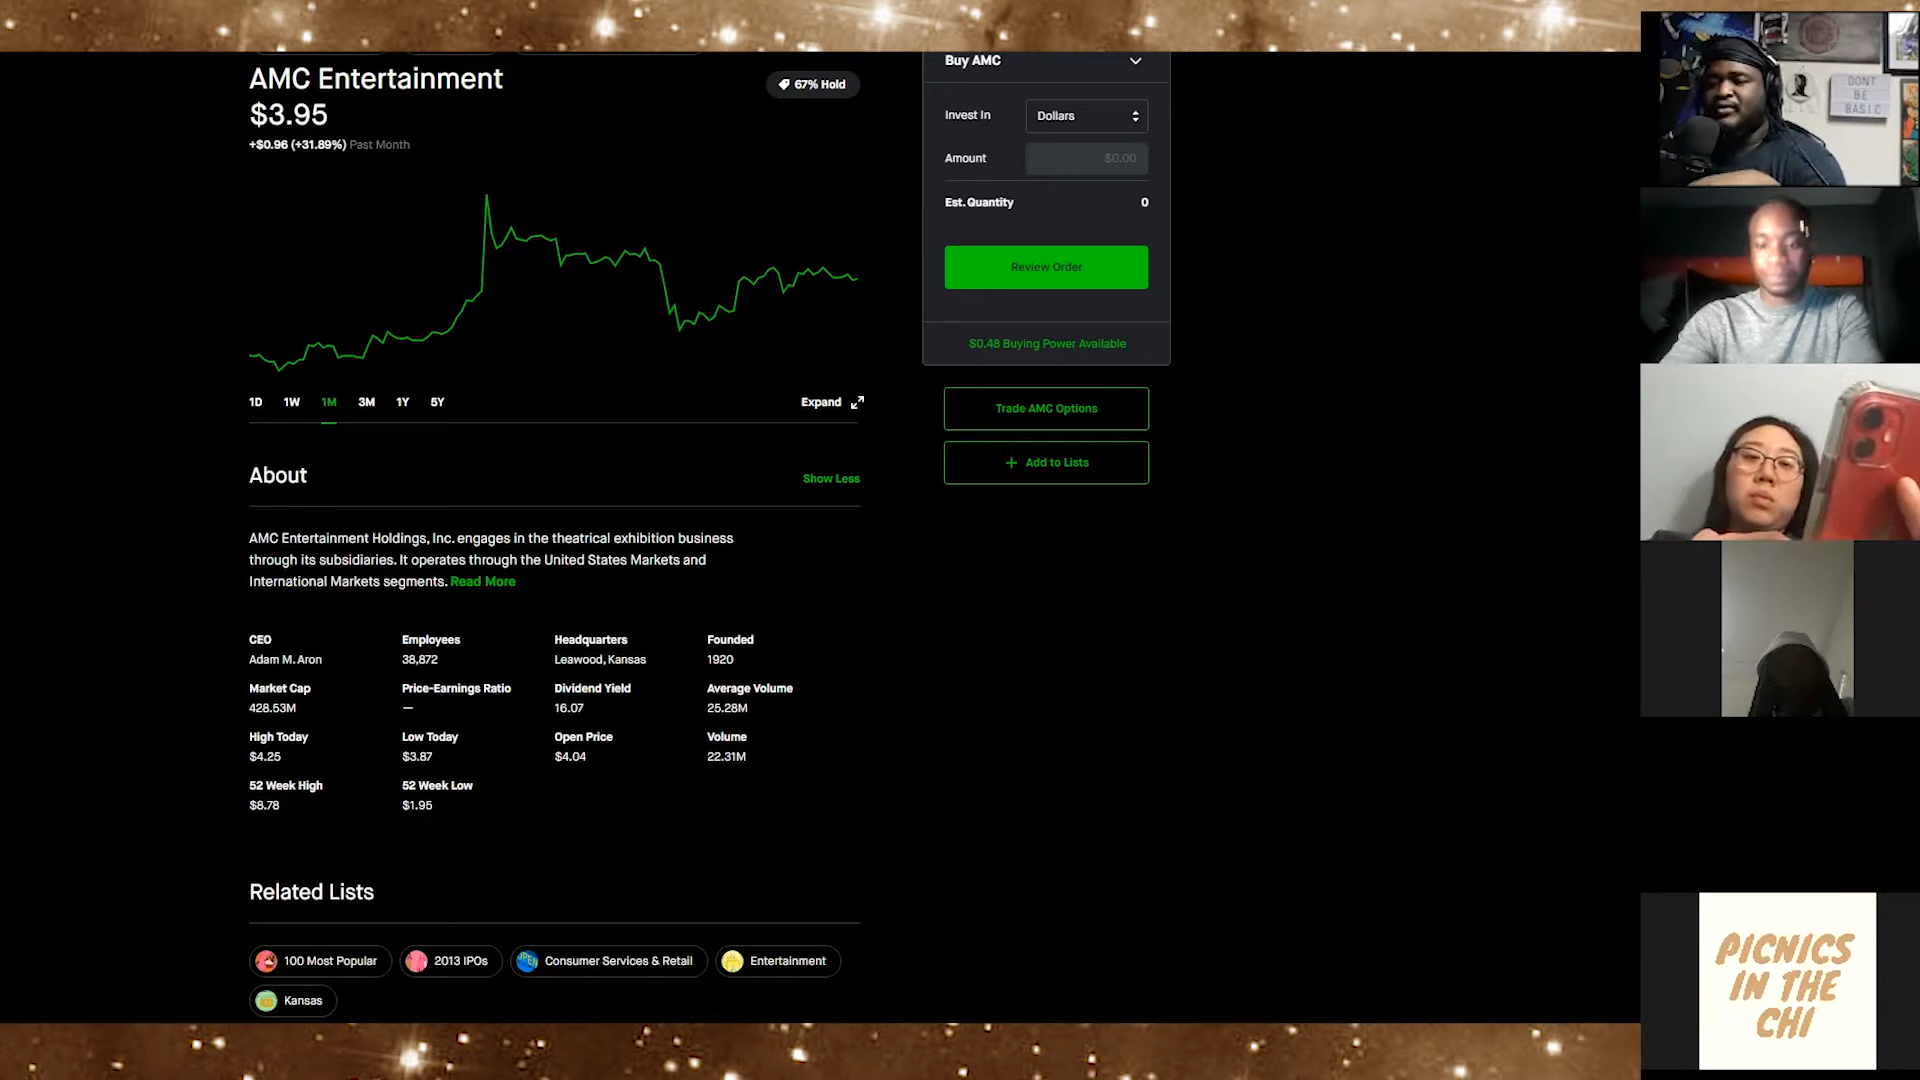 AMC Entertainment
$3.95
67% Hold
+$0.96 (+31.89%) Past Month
1D 1W 1M 3M 1Y 5Y
Expand
About
Show Less
AMC Entertainment Holdings, Inc. engages in the theatrical exhibition business
through its subsidiaries. It operates through the United States Markets and
International Markets segments. Read More
CEO Employees Headquarters Founded
Adam M. Aron 38,872 Leawood, Kansas 1920
Market Cap Price-Earnings Ratio Dividend Yield Average Volume
428.53M — 16.07 25.28M
High Today Low Today Open Price Volume
$4.25 $3.87 $4.04 22.31M
52 Week High 52 Week Low
$8.78 $1.95
Related Lists
100 Most Popular 2013 IPOs Consumer Services & Retail Entertainment
Kansas
Buy AMC
Invest In Dollars
Amount $0.00
Est. Quantity 0
Review Order
$0.48 Buying Power Available
Trade AMC Options
+ Add to Lists
DONT
BE
BASIC
PICNICS
IN THE
CHI